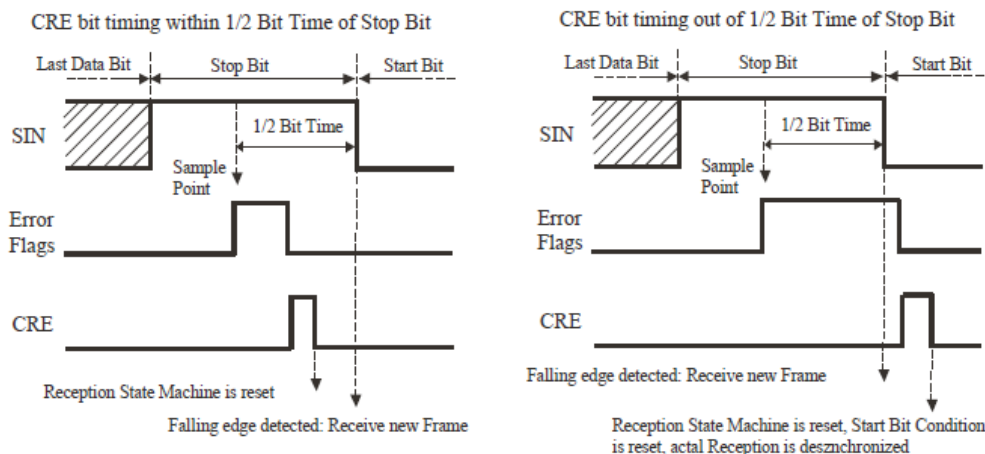 CRE bit timing within 1/2 Bit Time of Stop Bit
Last Data Bit
Stop Bit
Start Bit
SIN
1/2 Bit Time
Sample
Point
Error
Flags
CRE
Reception State Machine is reset
Falling edge detected: Receive new Frame
CRE bit timing out of 1/2 Bit Time of Stop Bit
Last Data Bit
Stop Bit
Start Bit
SIN
1/2 Bit Time
Sample
Point
Error
Flags
CRE
Falling edge detected: Receive new Frame
Reception State Machine is reset, Start Bit Condition
is reset, actal Reception is desznchronized